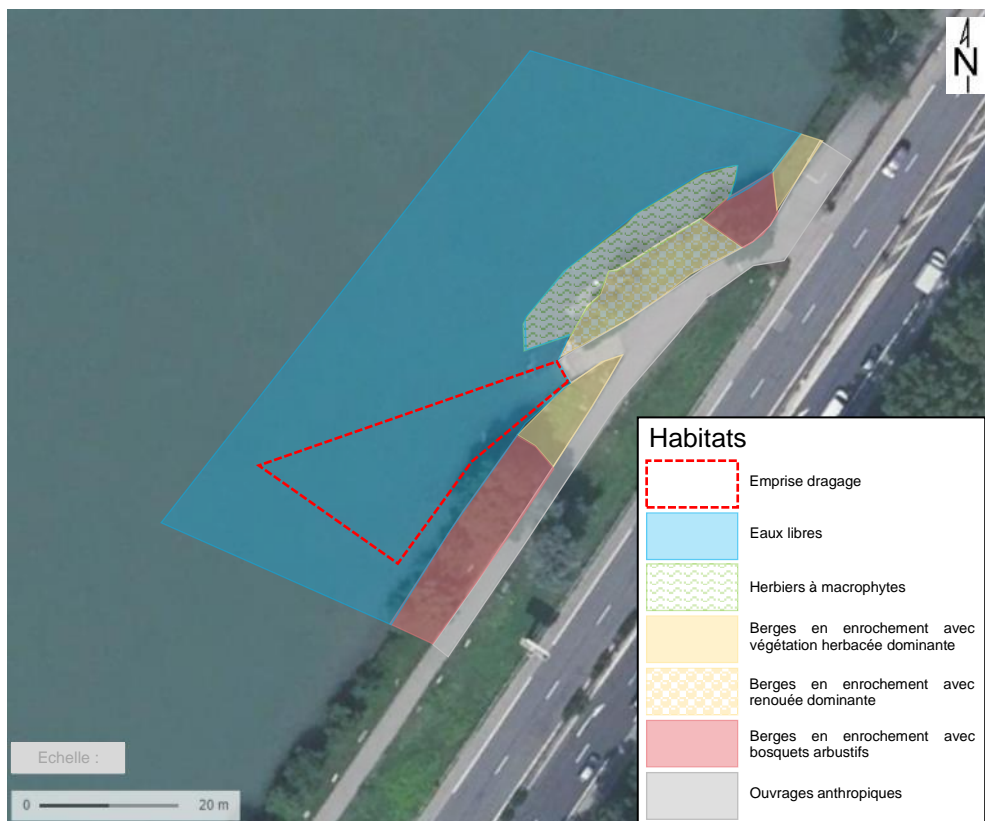 N
Habitats
Emprise dragage
Eaux libres
Herbiers à macrophytes
Berges en enrochement avec
végétation herbacée dominante
Berges en enrochement avec
renouée dominante
Berges en enrochement avec
bosquets arbustifs
Ouvrages anthropiques
Echelle :
0 20 m